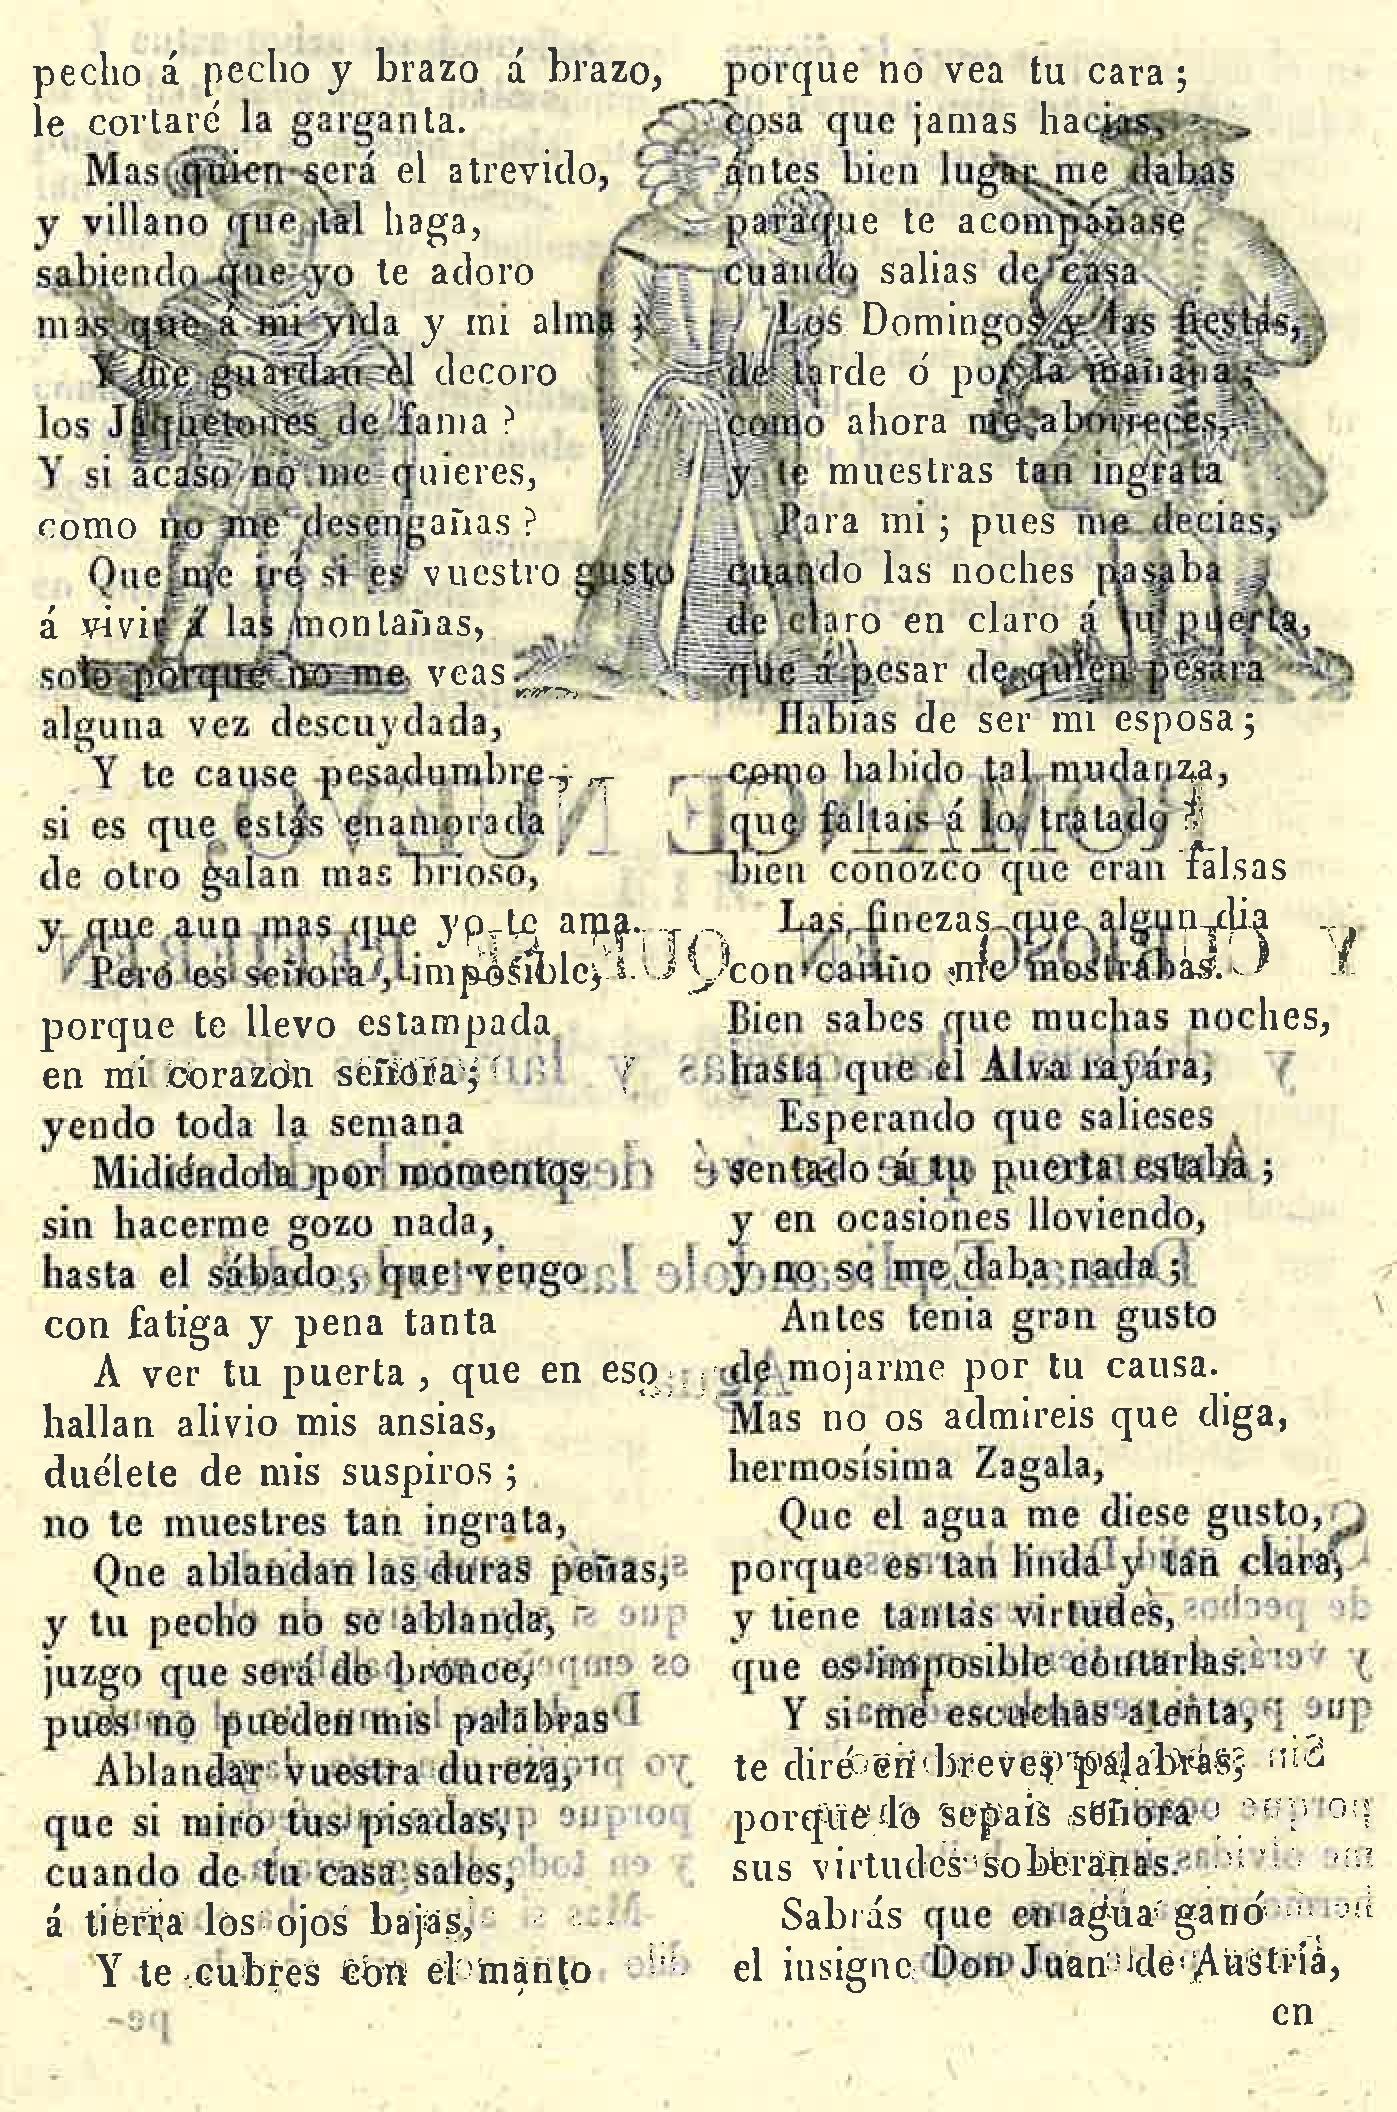 pecho á pecho y brazo á brazo,
le cortaré la garganta.
Mas quien será el atrevido,
y villano que tal haga,
sabiendo que yo te adoro
mas que á mi vida y mi alma ;
Y me guardan el decoro
los Jaquetones de fama ?
Y si acaso no me quieres,
como no me desengañas ?
Que me iré si es vuestro gusto
á vivir á las montañas,
solo porque no me veas
alguna vez descuydada,
Y te cause pesadumbre,
si es que estás enamorada
de otro galan mas brioso,
y que aun mas que yo te ama.
Pero es señora, imposible,
porque te llevo estampada
en mi corazon señora ;
yendo toda la semana
Midiéndola por momentos
sin hacerme gozo nada,
hasta el sábado, que vengo
con fatiga y pena tanta
A ver tu puerta , que en eso
hallan alivio mis ansias,
duélete de mis suspiros ;
no te muestres tan ingrata,
Que ablandan las duras peñas,
y tu pecho no se ablanda,
juzgo que será de bronce,
pues no pueden mis palabras
Ablandar vuestra dureza,
que si miro tus pisadas,
cuando de tu casa sales,
á tierra los ojos bajas,
Y te cubres con el manto
porque no vea tu cara ;
cosa que jamas hacias,
ántes bien lugar me dabas
paraque te acompañase
cuando salias de casa
Los Domingos y las fiestas,
de tarde ó por la mañana ;
como ahora me aborreces,
y te muestras tan ingrata
Para mi ; pues me decias,
cuando las noches pasaba
de claro en claro á tu puerta,
que á pesar de quien pesara
Habias de ser mi esposa ;
como habido tal mudanza,
que faltais á lo tratado ?
bien conozco que eran falsas
Las finezas que algun dia
con cariño me mostrabas.
Bien sabes que muchas noches,
hasta que el Alva rayára,
Esperando que salieses
sentado á tu puerta estaba ;
y en ocasiones lloviendo,
y no se me daba nada ;
Antes tenia gran gusto
de mojarme por tu causa.
Mas no os admireis que diga,
hermosísima Zagala,
Que el agua me diese gusto,
porque es tan linda y tan clara,
y tiene tantas virtudes,
que es imposible contarlas.
Y si me escuchas atenta,
te diré en breves palabras,
porque lo sepais señora
sus virtudes soberanas.
Sabrás que en agua ganó
el insigne Don Juan de Austria,
en